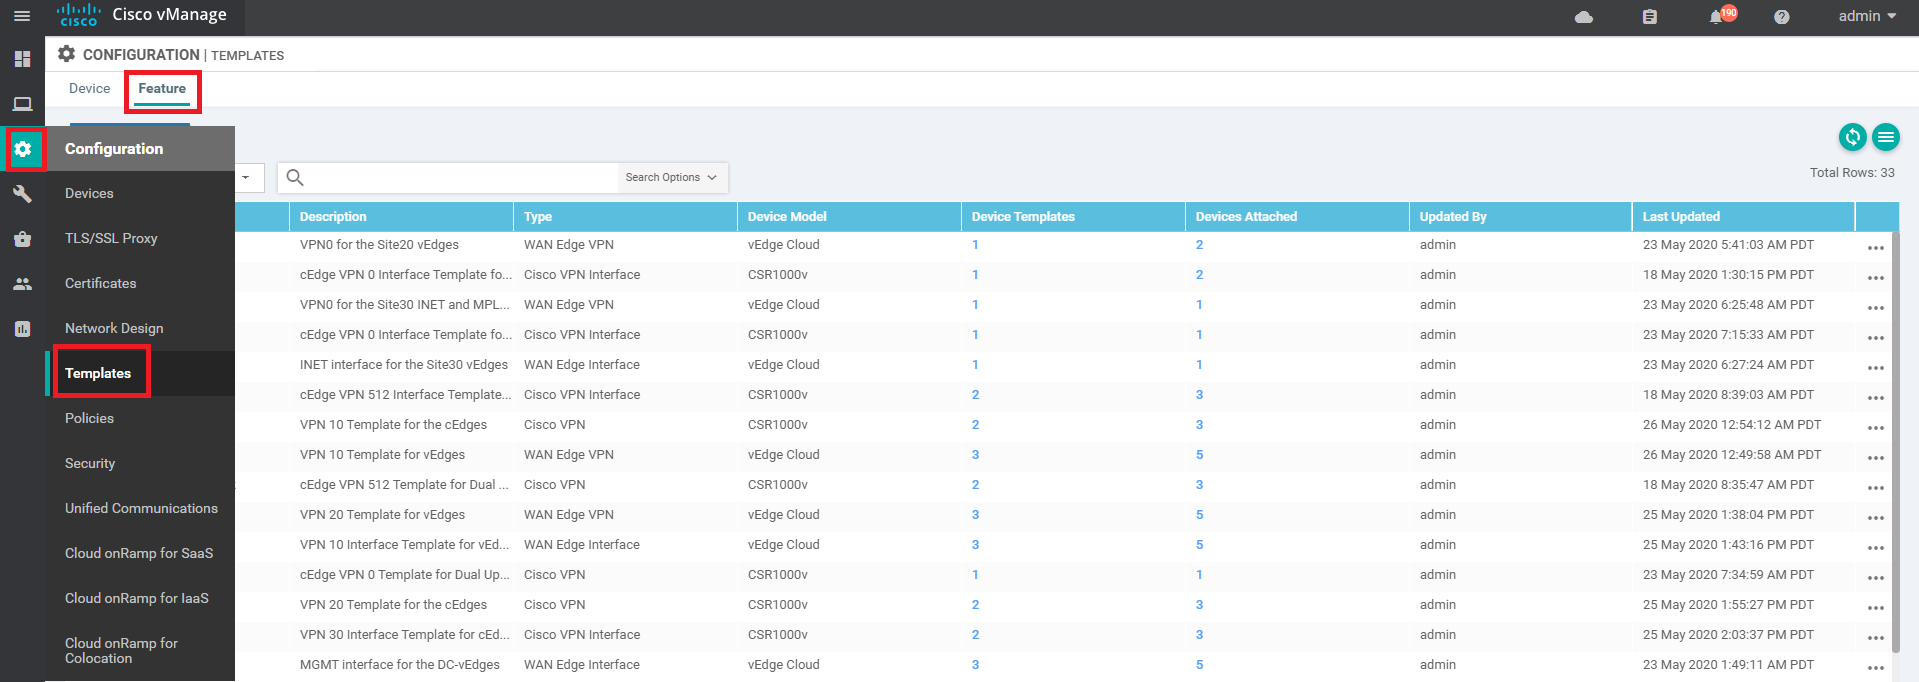 CISCO Cisco vManage 190 admin
CONFIGURATION | TEMPLATES
Device Feature
Configuration
Devices
TLS/SSL Proxy
Certificates
Network Design
Templates
Policies
Security
Unified Communications
Cloud onRamp for SaaS
Cloud onRamp for IaaS
Cloud onRamp for
Colocation
Search Options
Total Rows: 33
Description Type Device Model Device Templates Devices Attached Updated By Last Updated
VPN0 for the Site20 vEdges WAN Edge VPN vEdge Cloud 1 2 admin 23 May 2020 5:41:03 AM PDT
cEdge VPN 0 Interface Template fo... Cisco VPN Interface CSR1000v 1 2 admin 18 May 2020 1:30:15 PM PDT
VPN0 for the Site30 INET and MPL... WAN Edge VPN vEdge Cloud 1 1 admin 23 May 2020 6:25:48 AM PDT
cEdge VPN 0 Interface Template fo... Cisco VPN Interface CSR1000v 1 1 admin 23 May 2020 7:15:33 AM PDT
INET interface for the Site30 vEdges WAN Edge Interface vEdge Cloud 1 1 admin 23 May 2020 6:27:24 AM PDT
cEdge VPN 512 Interface Template... Cisco VPN Interface CSR1000v 2 3 admin 18 May 2020 8:39:03 AM PDT
VPN 10 Template for the cEdges Cisco VPN CSR1000v 2 3 admin 26 May 2020 12:54:12 AM PDT
VPN 10 Template for vEdges WAN Edge VPN vEdge Cloud 3 5 admin 26 May 2020 12:49:58 AM PDT
cEdge VPN 512 Template for Dual ... Cisco VPN CSR1000v 2 3 admin 18 May 2020 8:35:47 AM PDT
VPN 20 Template for vEdges WAN Edge VPN vEdge Cloud 3 5 admin 25 May 2020 1:38:04 PM PDT
VPN 10 Interface Template for vEd... WAN Edge Interface vEdge Cloud 3 5 admin 25 May 2020 1:43:16 PM PDT
cEdge VPN 0 Template for Dual Up... Cisco VPN CSR1000v 1 1 admin 23 May 2020 7:34:59 AM PDT
VPN 20 Template for the cEdges Cisco VPN CSR1000v 2 3 admin 25 May 2020 1:55:27 PM PDT
VPN 30 Interface Template for cEd... Cisco VPN Interface CSR1000v 2 3 admin 25 May 2020 2:03:37 PM PDT
MGMT interface for the DC-vEdges WAN Edge Interface vEdge Cloud 3 5 admin 23 May 2020 1:49:11 AM PDT